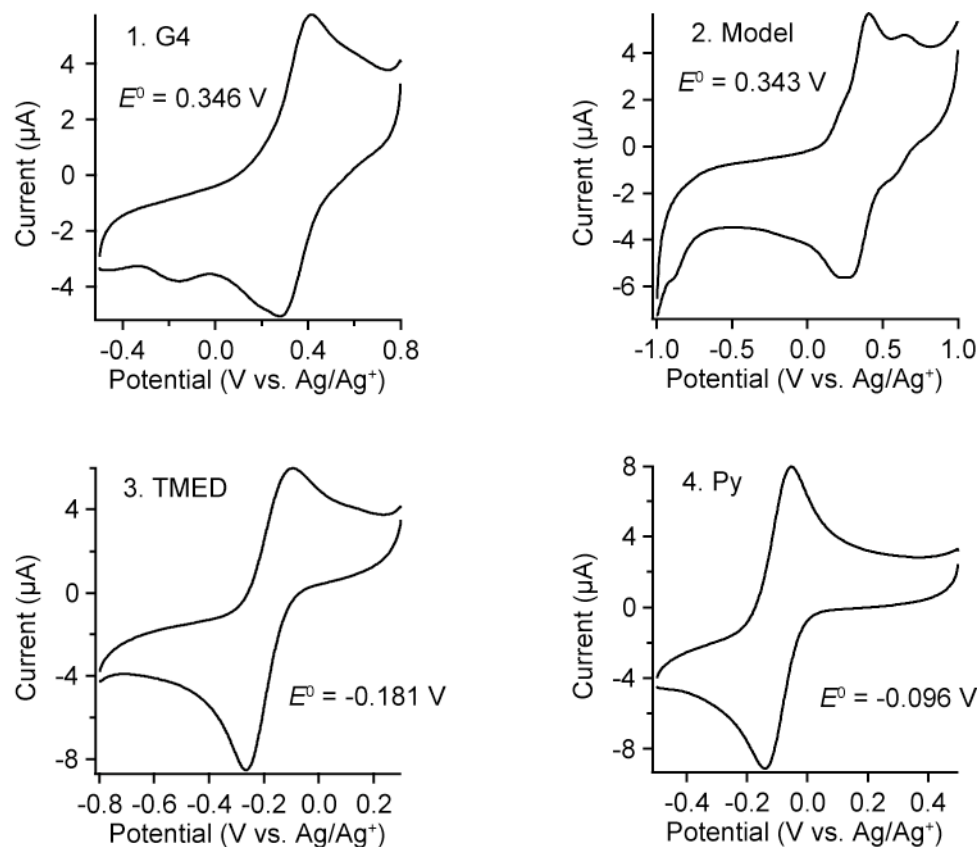 1. G4
E⁰ = 0.346 V
4
2
0
-2
-4
Current (µA)
-0.4 0.0 0.4 0.8
Potential (V vs. Ag/Ag⁺)
2. Model
E⁰ = 0.343 V
4
2
0
-2
-4
-6
Current (µA)
-1.0 -0.5 0.0 0.5 1.0
Potential (V vs. Ag/Ag⁺)
3. TMED
4
0
-4
-8
Current (µA)
E⁰ = -0.181 V
-0.8 -0.6 -0.4 -0.2 0.0 0.2
Potential (V vs. Ag/Ag⁺)
8
4. Py
4
0
-4
-8
Current (µA)
E⁰ = -0.096 V
-0.4 -0.2 0.0 0.2 0.4
Potential (V vs. Ag/Ag⁺)